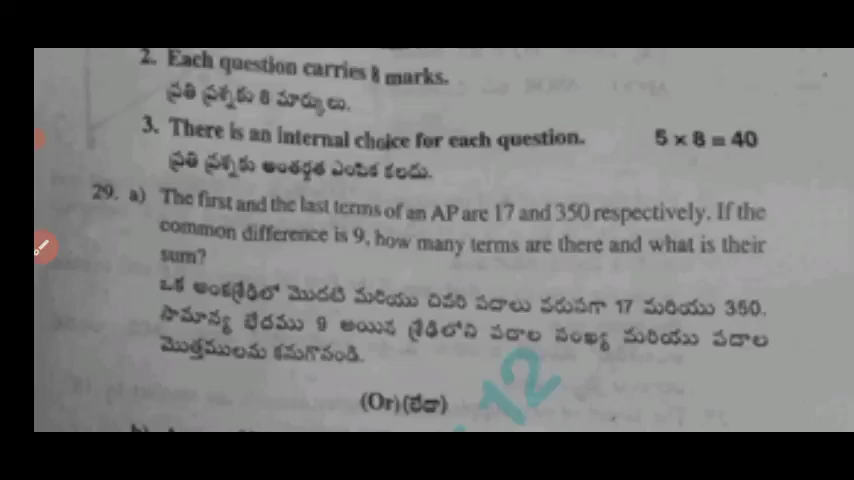 2. Each question carries 8 marks.
ప్రతి ప్రశ్నకు 8 మార్కులు.
3. There is an internal choice for each question. 5 × 8 = 40
ప్రతి ప్రశ్నకు అంతర్గత ఎంపిక కలదు.
29. a) The first and the last terms of an AP are 17 and 350 respectively. If the
common difference is 9, how many terms are there and what is their
sum?
ఒక అంకశ్రేఢిలో మొదటి మరియు చివరి పదాలు వరుసగా 17 మరియు 350.
సామాన్య భేదము 9 అయిన శ్రేఢిలోని పదాల సంఖ్య మరియు పదాల
మొత్తములను కనుగొనండి.
(Or) (లేదా)
12
b)